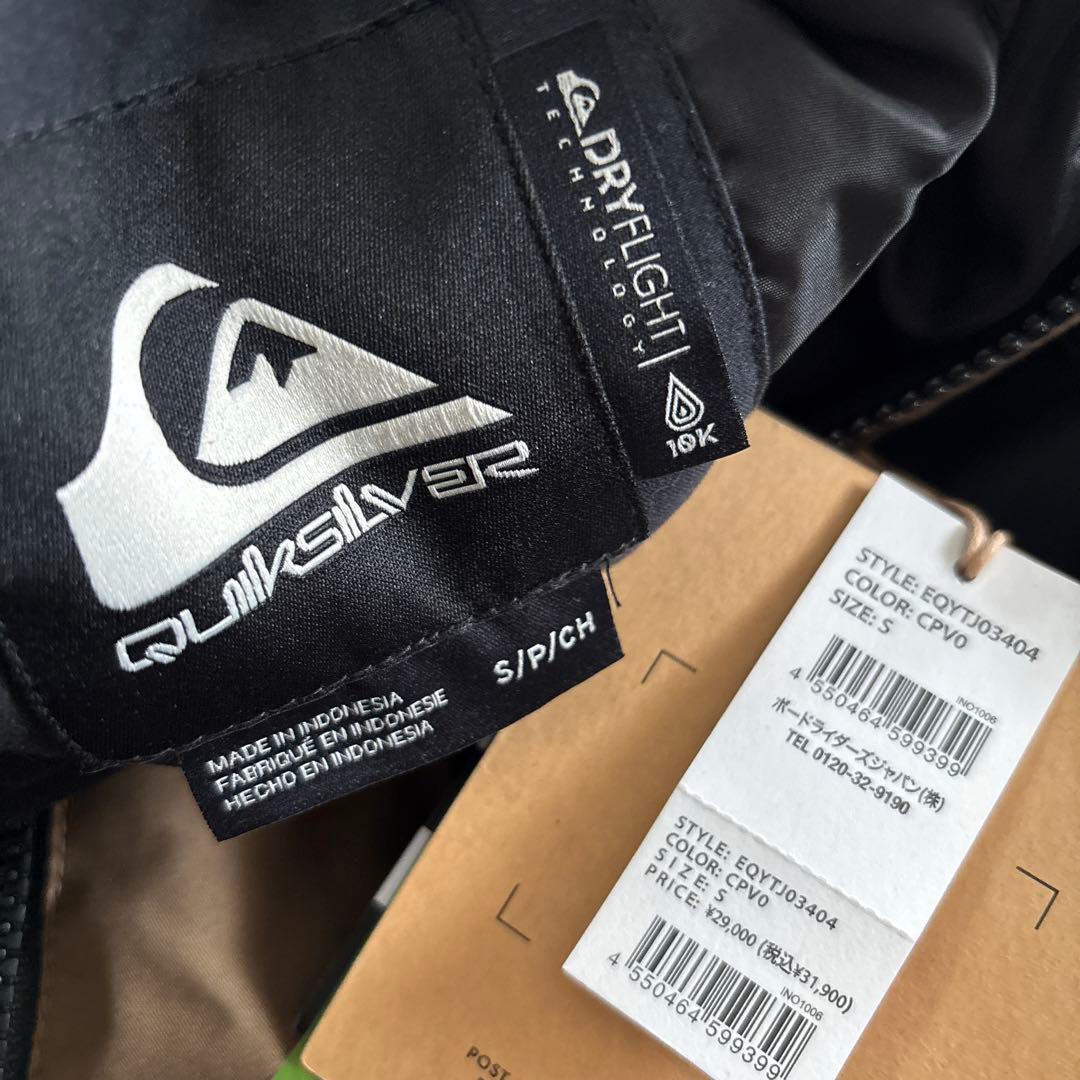 QUIKSILVER
DRYFLIGHT
TECHNOLOGY
10K
S/P/CH
MADE IN INDONESIA
FABRIQUÉ EN INDONESIE
HECHO EN INDONESIA
STYLE: EQYTJ03404
COLOR: CPV0
SIZE: S
4 550464 599399
INO1006
ボードライダーズジャパン(株)
TEL 0120-32-9190
STYLE: EQYTJ03404
COLOR: CPV0
SIZE: S
PRICE: ¥29,000 (税込¥31,900)
4 550464 599399
INO1006
POST